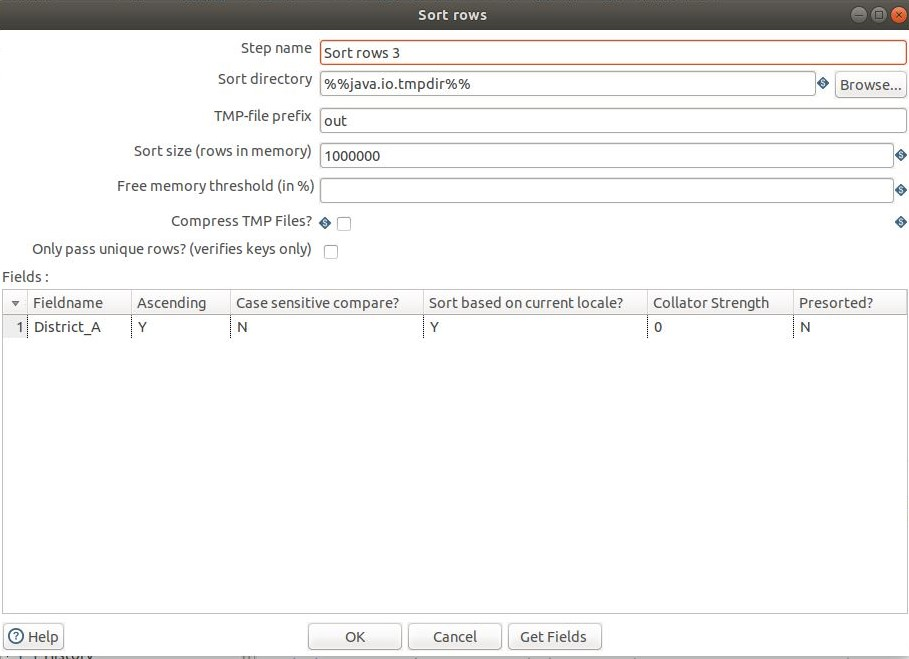 Sort rows
Step name Sort rows 3
Sort directory %%java.io.tmpdir%% Browse...
TMP-file prefix out
Sort size (rows in memory) 1000000
Free memory threshold (in %)
Compress TMP Files?
Only pass unique rows? (verifies keys only)
Fields :
Fieldname Ascending Case sensitive compare? Sort based on current locale? Collator Strength Presorted?
1 District_A Y N Y 0 N
Help OK Cancel Get Fields